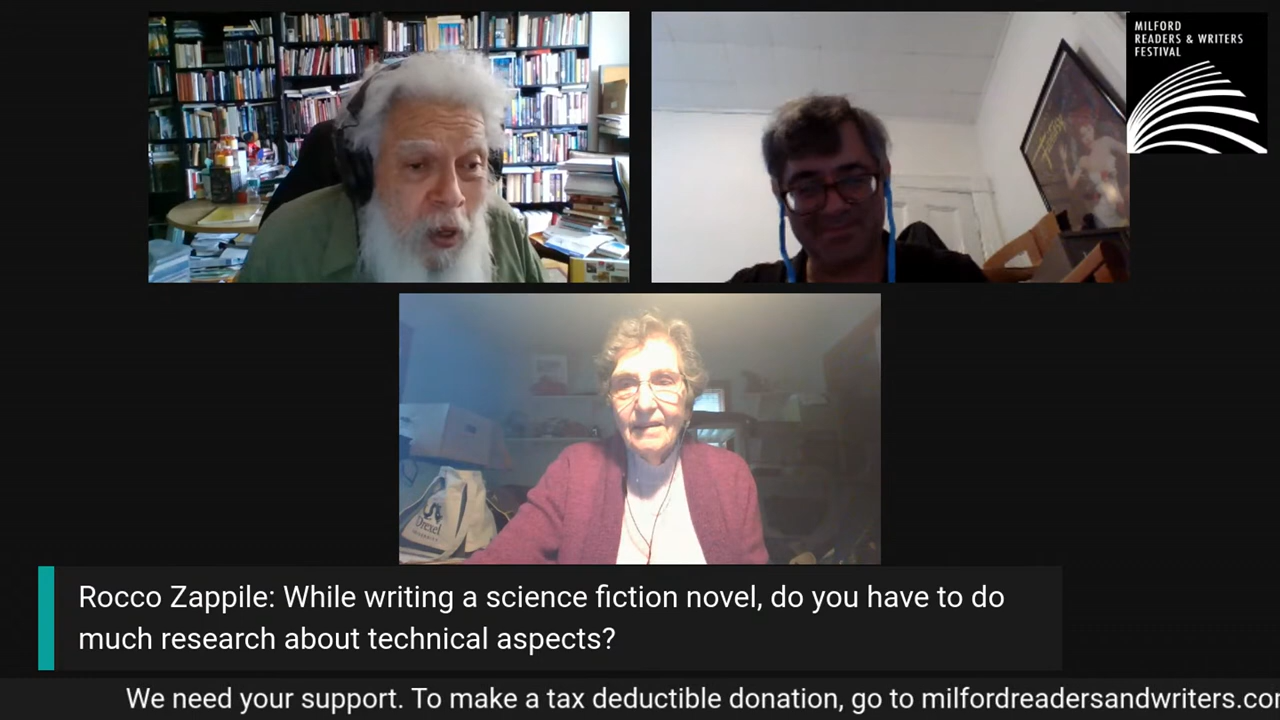 MILFORD
READERS & WRITERS
FESTIVAL
Drexel
Rocco Zappile: While writing a science fiction novel, do you have to do
much research about technical aspects?
We need your support. To make a tax deductible donation, go to milfordreadersandwriters.co